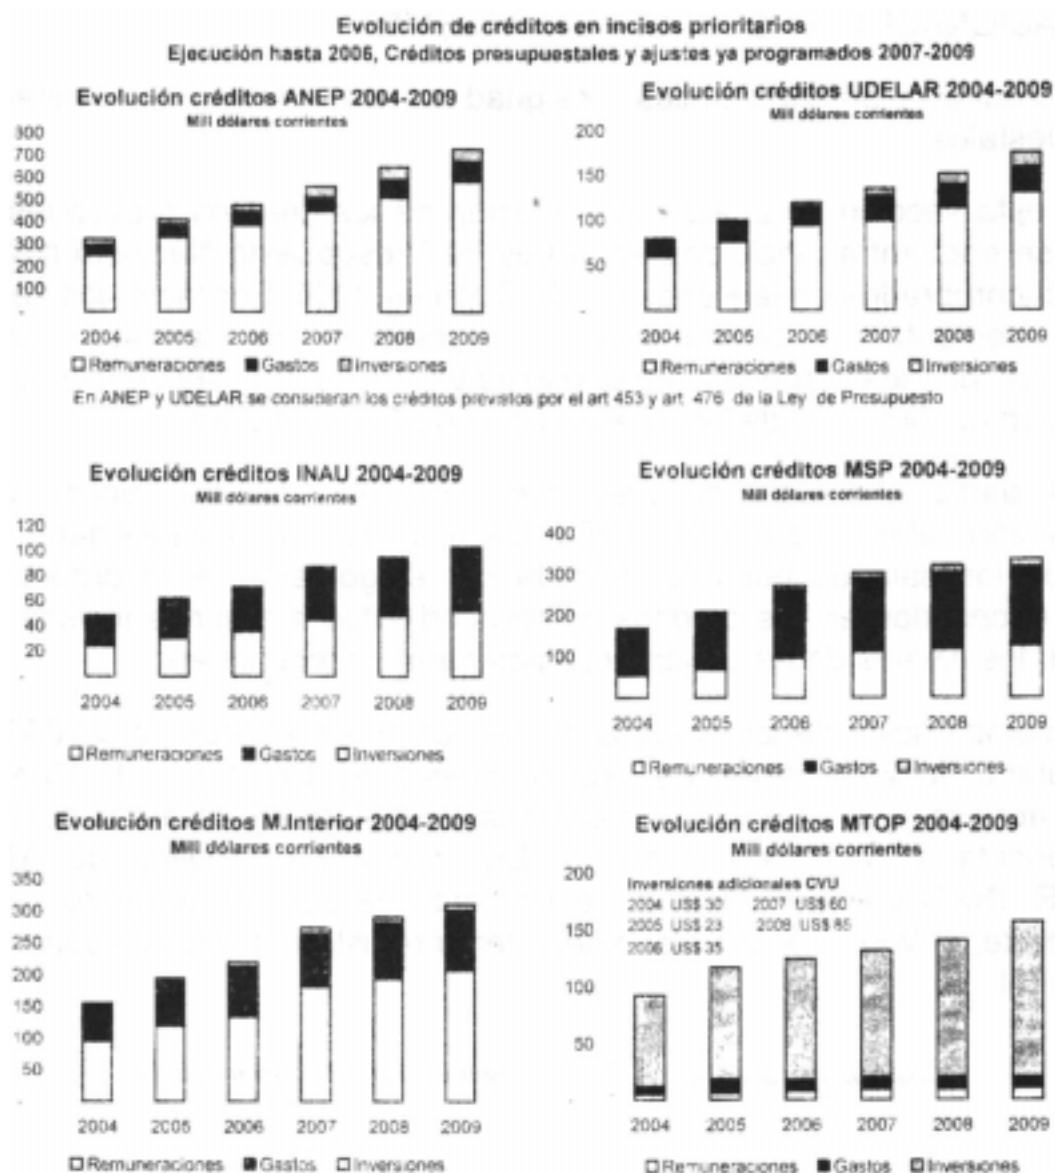 Evolución de créditos en incisos prioritarios
Ejecución hasta 2006, Créditos presupuestales y ajustes ya programados 2007-2009
Evolución créditos ANEP 2004-2009
Mill dólares corrientes
800
700
600
500
400
300
200
100
-
2004 2005 2006 2007 2008 2009
Remuneraciones Gastos Inversiones
Evolución créditos UDELAR 2004-2009
Mill dólares corrientes
200
150
100
50
-
2004 2005 2006 2007 2008 2009
Remuneraciones Gastos Inversiones
En ANEP y UDELAR se consideran los créditos previstos por el art 453 y art. 476 de la Ley de Presupuesto
Evolución créditos INAU 2004-2009
Mill dólares corrientes
120
100
80
60
40
20
-
2004 2005 2006 2007 2008 2009
Remuneraciones Gastos Inversiones
Evolución créditos MSP 2004-2009
Mill dólares corrientes
400
300
200
100
-
2004 2005 2006 2007 2008 2009
Remuneraciones Gastos Inversiones
Evolución créditos M.Interior 2004-2009
Mill dólares corrientes
350
300
250
200
150
100
50
-
2004 2005 2006 2007 2008 2009
Remuneraciones Gastos Inversiones
Evolución créditos MTOP 2004-2009
Mill dólares corrientes
200
150
100
50
-
Inversiones adicionales CVU
2004 US$ 30 2007 US$ 60
2005 US$ 23 2008 US$ 85
2006 US$ 35
2004 2005 2006 2007 2008 2009
Remuneraciones Gastos Inversiones